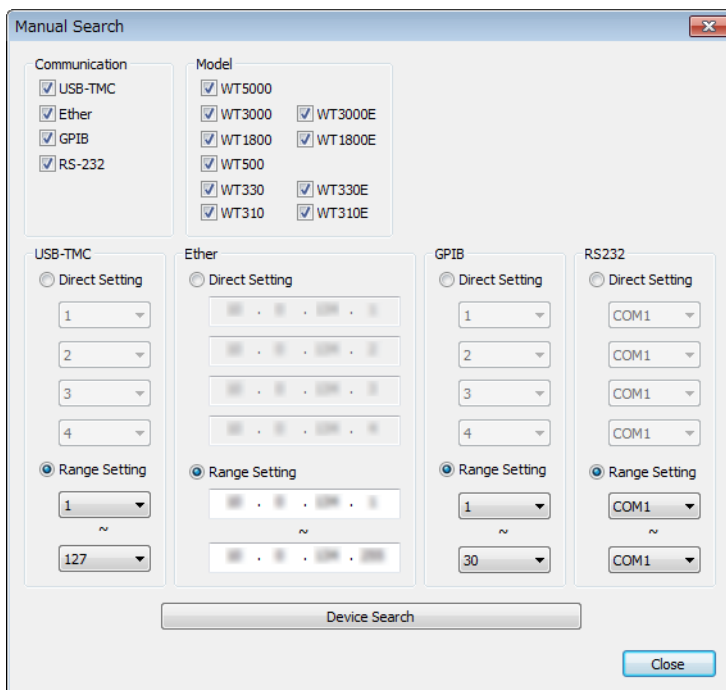 Manual Search
Communication
USB-TMC
Ether
GPIB
RS-232
Model
WT5000
WT3000 WT3000E
WT1800 WT1800E
WT500
WT330 WT330E
WT310 WT310E
USB-TMC
Direct Setting
1
2
3
4
Range Setting
1
~
127
Ether
Direct Setting
Range Setting
~
GPIB
Direct Setting
1
2
3
4
Range Setting
1
~
30
RS232
Direct Setting
COM1
COM1
COM1
COM1
Range Setting
COM1
~
COM1
Device Search
Close